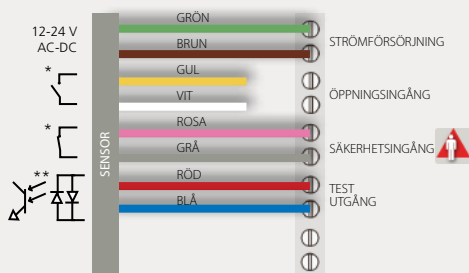 12-24 V
AC-DC
*
*
**
SENSOR
GRÖN
BRUN
GUL
VIT
ROSA
GRÅ
RÖD
BLÅ
STRÖMFÖRSÖRJNING
ÖPPNINGSINGÅNG
SÄKERHETSINGÅNG
TEST
UTGÅNG